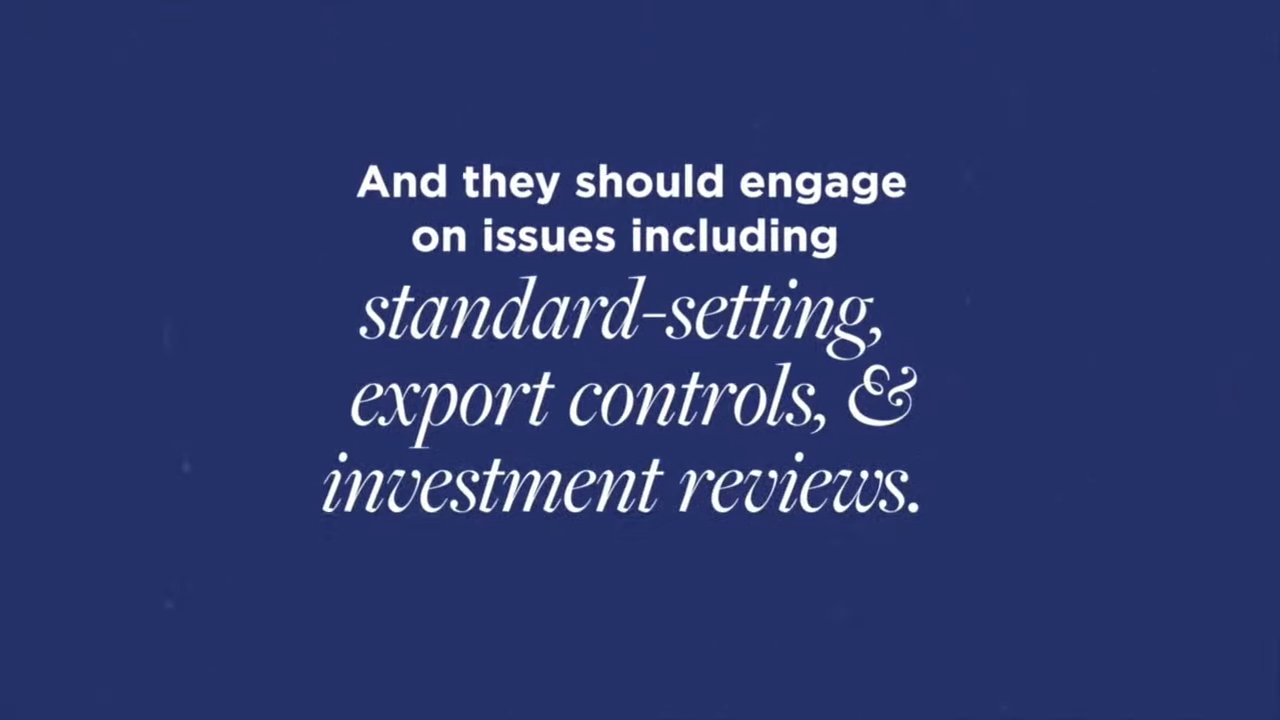 And they should engage
on issues including
standard-setting,
export controls, &
investment reviews.